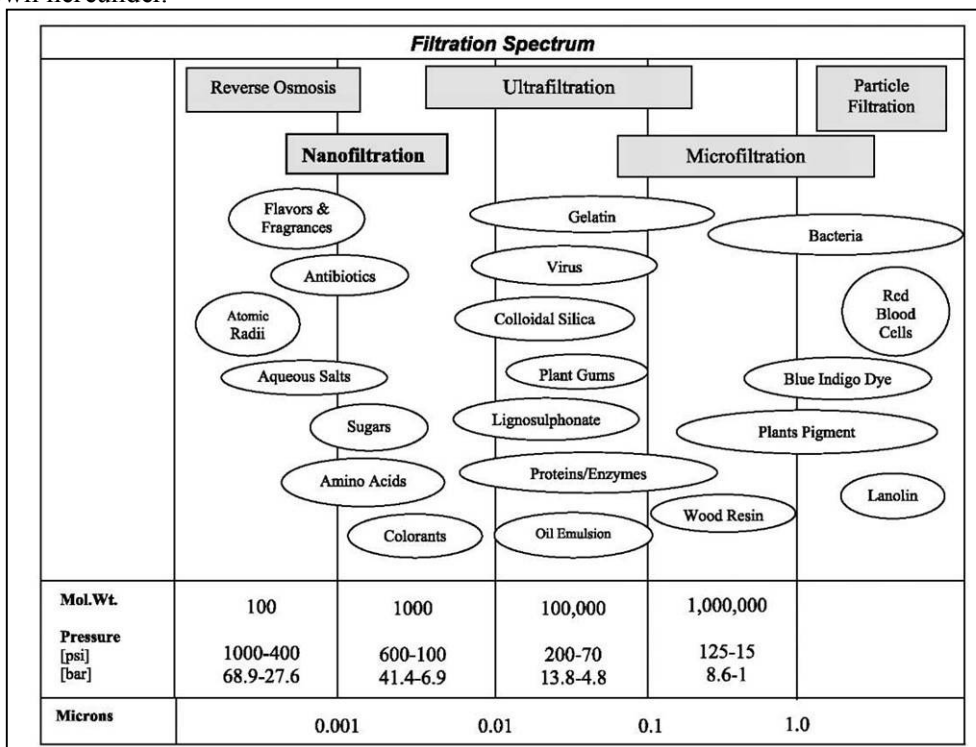 wn hereunder.
Filtration Spectrum
Reverse Osmosis
Ultrafiltration
Particle
Filtration
Nanofiltration
Microfiltration
Flavors &
Fragrances
Gelatin
Bacteria
Antibiotics
Virus
Atomic
Radii
Colloidal Silica
Red
Blood
Cells
Aqueous Salts
Plant Gums
Blue Indigo Dye
Sugars
Lignosulphonate
Plants Pigment
Amino Acids
Proteins/Enzymes
Lanolin
Wood Resin
Colorants
Oil Emulsion
Mol.Wt. 100 1000 100,000 1,000,000
Pressure
[psi] 1000-400 600-100 200-70 125-15
[bar] 68.9-27.6 41.4-6.9 13.8-4.8 8.6-1
Microns 0.001 0.01 0.1 1.0